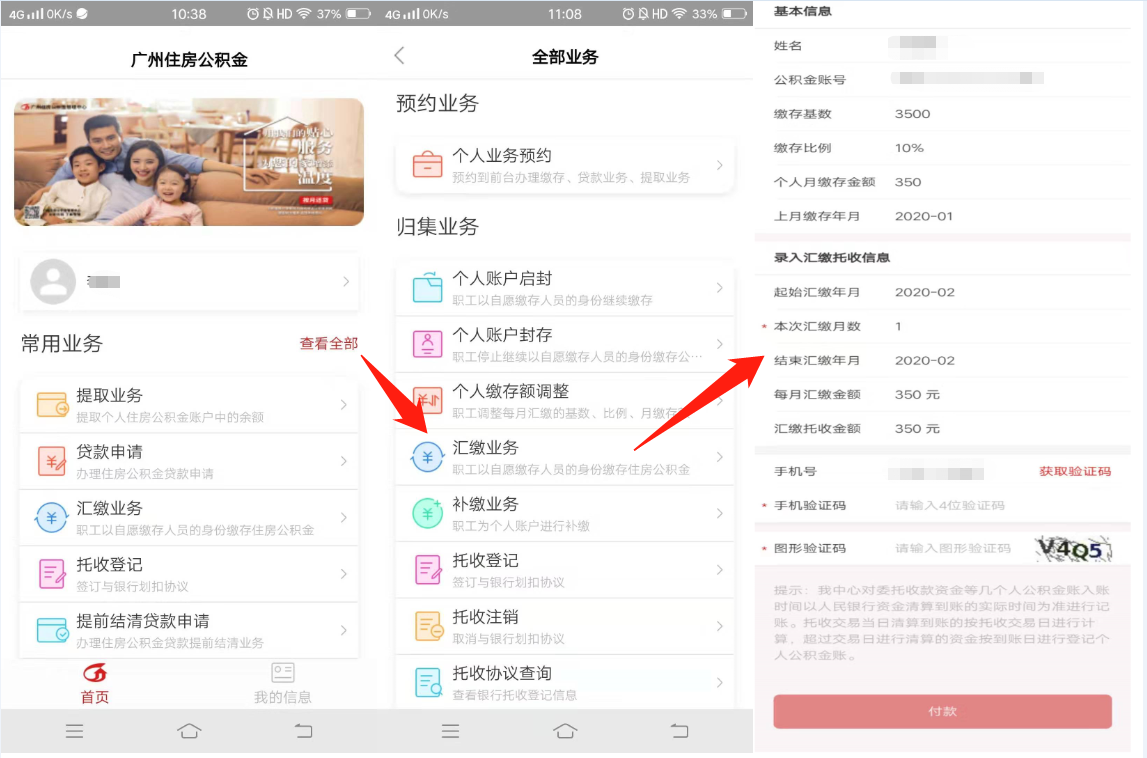 4G 0K/s 10:38 HD 37%
广州住房公积金
服务
温度
常用业务 查看全部
提取业务
提取个人住房公积金账户中的余额
贷款申请
办理住房公积金贷款申请
汇缴业务
职工以自愿缴存人员的身份缴存住房公积金
托收登记
签订与银行划扣协议
提前结清贷款申请
办理住房公积金贷款提前结清业务
首页 我的信息
4G 0K/s 11:08 HD 33%
全部业务
预约业务
个人业务预约
预约到前台办理缴存、贷款业务、提取业务
归集业务
个人账户启封
职工以自愿缴存人员的身份继续缴存
个人账户封存
职工停止继续以自愿缴存人员的身份缴存公…
个人缴存额调整
职工调整每月汇缴的基数、比例、月缴存
汇缴业务
职工以自愿缴存人员的身份缴存住房公积金
补缴业务
职工为个人账户进行补缴
托收登记
签订与银行划扣协议
托收注销
取消与银行划扣协议
托收协议查询
查看银行托收登记信息
基本信息
姓名
公积金账号
缴存基数 3500
缴存比例 10%
个人月缴存金额 350
上月缴存年月 2020-01
录入汇缴托收信息
起始汇缴年月 2020-02
* 本次汇缴月数 1
结束汇缴年月 2020-02
每月汇缴金额 350 元
汇缴托收金额 350 元
手机号 获取验证码
* 手机验证码 请输入4位验证码
* 图形验证码 请输入图形验证码 V4Q5
提示：我中心对委托收款资金等几个人公积金账入账
时间以人民银行资金清算到账的实际时间为准进行记
账。托收交易当日清算到账的按托收交易日进行计
算，超过交易日进行清算的资金按到账日进行登记个
人公积金账。
付款